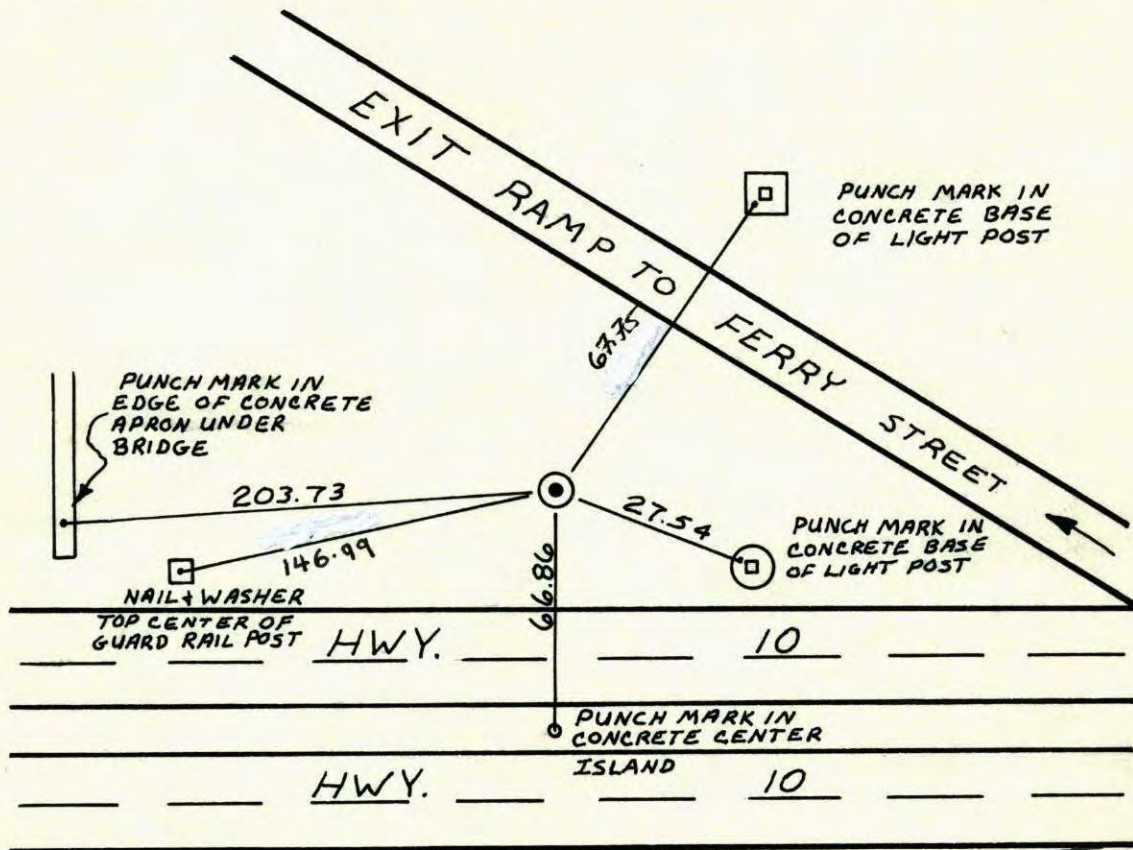 EXIT RAMP TO FERRY STREET
PUNCH MARK IN
CONCRETE BASE
OF LIGHT POST
67.75
PUNCH MARK IN
EDGE OF CONCRETE
APRON UNDER
BRIDGE
203.73
146.99
27.54
PUNCH MARK IN
CONCRETE BASE
OF LIGHT POST
66.86
NAIL & WASHER
TOP CENTER OF
GUARD RAIL POST
HWY. 10
PUNCH MARK IN
CONCRETE CENTER
ISLAND
HWY. 10